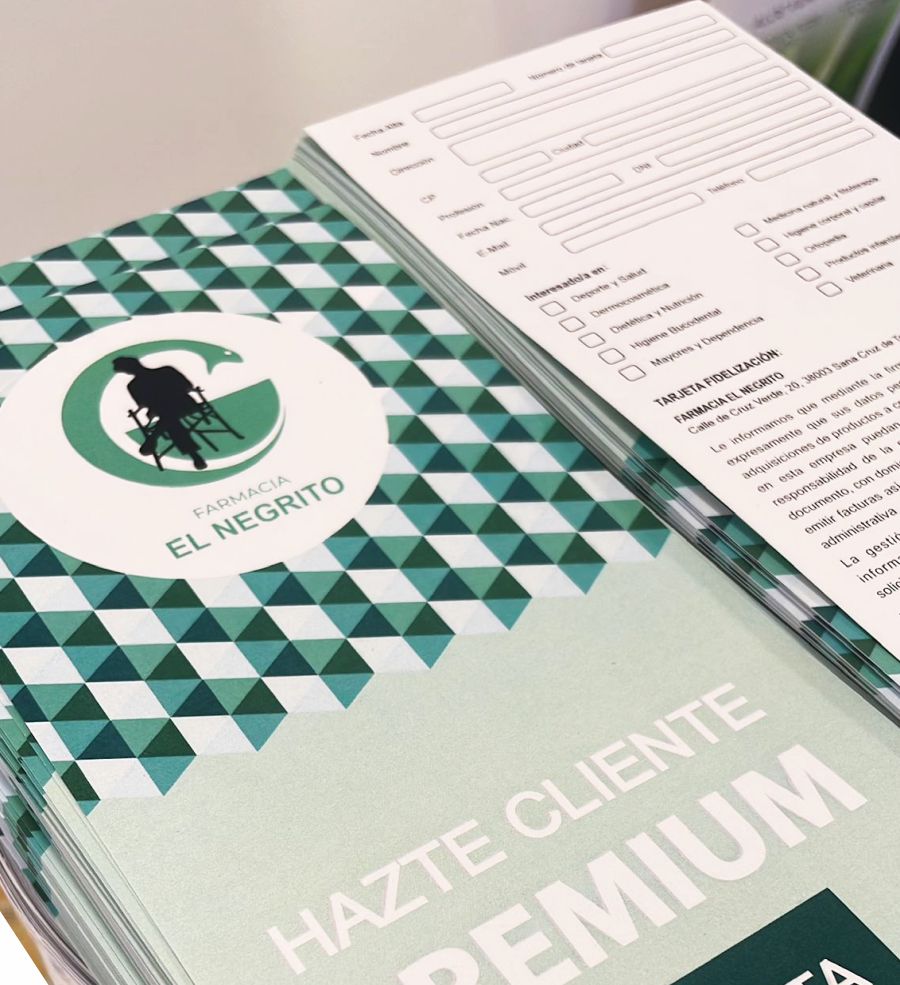 FARMACIA
EL NEGRITO
HAZTE CLIENTE
PREMIUM
Número de tarjeta
Fecha Alta
Nombre
Dirección
CP Ciudad
Profesión DNI
Fecha Nac.
E-Mail Teléfono
Móvil
Interesado/a en:
Deporte y Salud
Dermocosmética
Dietética y Nutrición
Higiene Bucodental
Mayores y Dependencia
Medicina natural y fitoterapia
Higiene corporal y capilar
Ortopedia
Productos infantiles
Veterinaria
TARJETA FIDELIZACIÓN:
FARMACIA EL NEGRITO
Calle de Cruz Verde, 20, 38003 Sana Cruz de
Le informamos que mediante la
expresamente que sus datos
adquisiciones de productos a
en esta empresa puedan
responsabilidad de la
documento, con
emitir facturas
administrativa
La